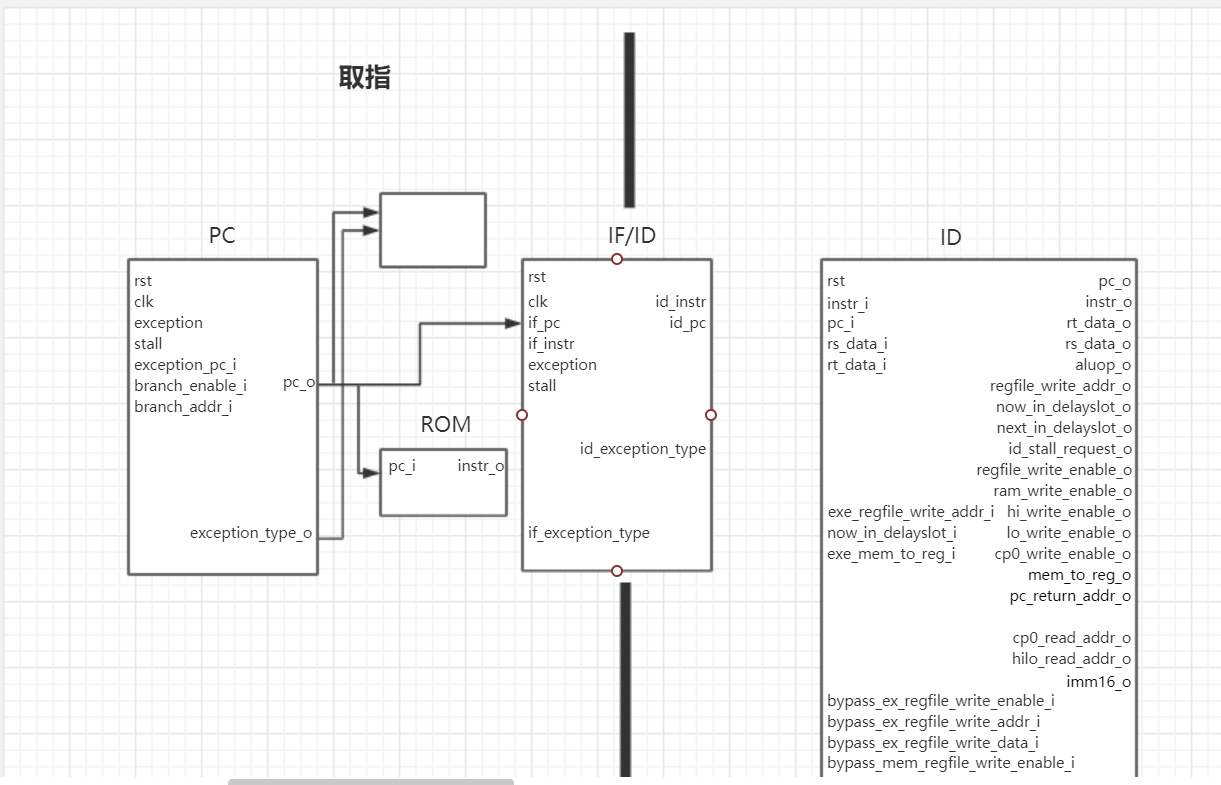 取指
PC
rst
clk
exception
stall
exception_pc_i
branch_enable_i
branch_addr_i
pc_o
exception_type_o
ROM
pc_i
instr_o
IF/ID
rst
clk
if_pc
if_instr
exception
stall
id_instr
id_pc
id_exception_type
if_exception_type
ID
rst
instr_i
pc_i
rs_data_i
rt_data_i
pc_o
instr_o
rt_data_o
rs_data_o
aluop_o
regfile_write_addr_o
now_in_delayslot_o
next_in_delayslot_o
id_stall_request_o
regfile_write_enable_o
ram_write_enable_o
exe_regfile_write_addr_i
hi_write_enable_o
now_in_delayslot_i
lo_write_enable_o
exe_mem_to_reg_i
cp0_write_enable_o
mem_to_reg_o
pc_return_addr_o
cp0_read_addr_o
hilo_read_addr_o
imm16_o
bypass_ex_regfile_write_enable_i
bypass_ex_regfile_write_addr_i
bypass_ex_regfile_write_data_i
bypass_mem_regfile_write_enable_i